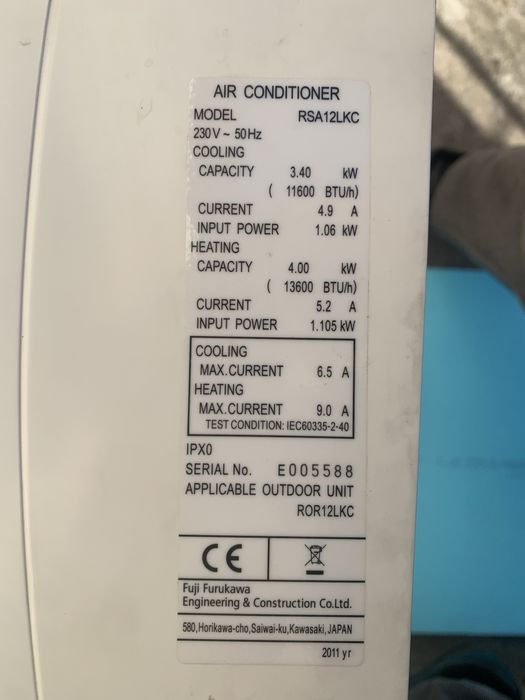 AIR CONDITIONER
MODEL RSA12LKC
230V ~ 50Hz
COOLING
CAPACITY 3.40 kW
( 11600 BTU/h)
CURRENT 4.9 A
INPUT POWER 1.06 kW
HEATING
CAPACITY 4.00 kW
( 13600 BTU/h)
CURRENT 5.2 A
INPUT POWER 1.105 kW
COOLING
MAX.CURRENT 6.5 A
HEATING
MAX.CURRENT 9.0 A
TEST CONDITION: IEC60335-2-40
IPX0
SERIAL No. E005588
APPLICABLE OUTDOOR UNIT
ROR12LKC
CE
Fuji Furukawa
Engineering & Construction Co.Ltd.
580,Horikawa-cho,Saiwai-ku,Kawasaki,JAPAN
2011 yr